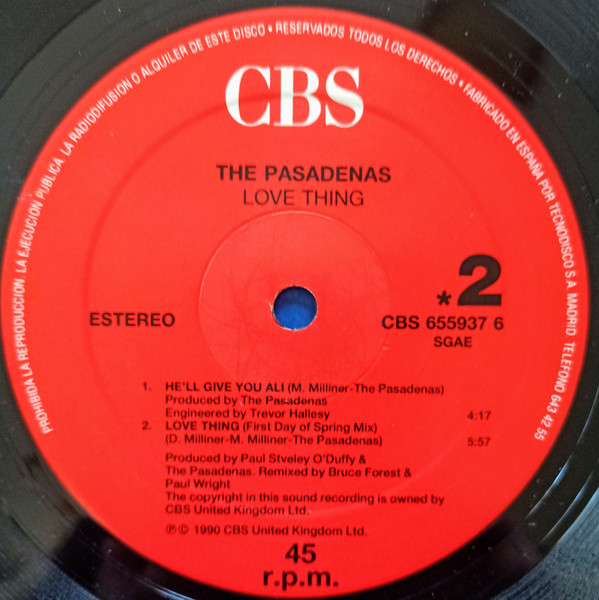 PROHIBIDA LA REPRODUCCION. LA EJECUCION PUBLICA. LA RADIODIFUSION O ALQUILER DE ESTE DISCO • RESERVADOS TODOS LOS DERECHOS • FABRICADO EN ESPAÑA POR TECNODISCO S.A MADRID. TELEFONO 643 42 55
CBS
THE PASADENAS
LOVE THING
*2
ESTEREO
CBS 655937 6
SGAE
1. HE'LL GIVE YOU ALI (M. Milliner-The Pasadenas)
Produced by The Pasadenas
Engineered by Trevor Hallesy 4:17
2. LOVE THING (First Day of Spring Mix)
(D. Milliner-M. Milliner-The Pasadenas) 5:57
Produced by Paul Stveley O'Duffy &
The Pasadenas. Remixed by Bruce Forest &
Paul Wright
The copyright in this sound recording is owned by
CBS United Kingdom Ltd.
℗© 1990 CBS United Kingdom Ltd.
45
r.p.m.